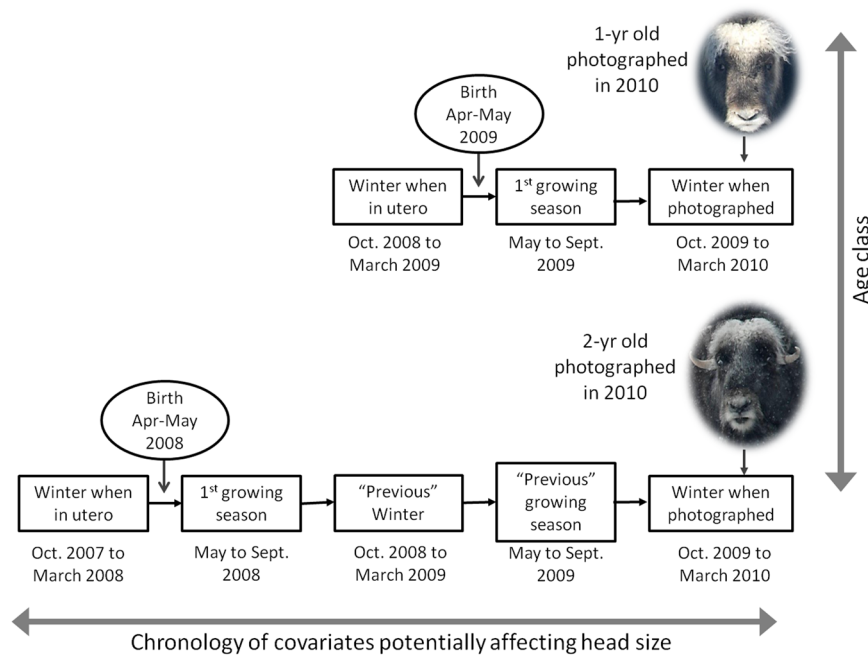 1-yr old
photographed
in 2010
Birth
Apr-May
2009
Winter when
in utero
1st growing
season
Winter when
photographed
Oct. 2008 to
March 2009
May to Sept.
2009
Oct. 2009 to
March 2010
Age class
2-yr old
photographed
in 2010
Birth
Apr-May
2008
Winter when
in utero
1st growing
season
“Previous”
Winter
“Previous”
growing
season
Winter when
photographed
Oct. 2007 to
March 2008
May to Sept.
2008
Oct. 2008 to
March 2009
May to Sept.
2009
Oct. 2009 to
March 2010
Chronology of covariates potentially affecting head size